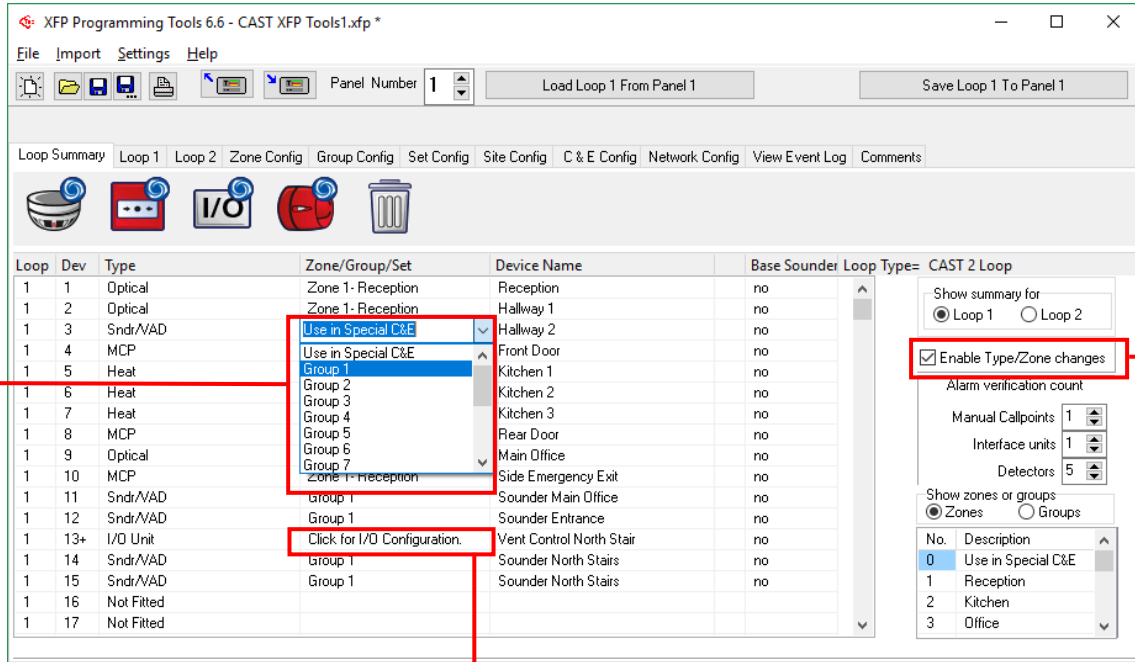 XFP Programming Tools 6.6 - CAST XFP Tools1.xfp *
File Import Settings Help
Panel Number 1 Load Loop 1 From Panel 1 Save Loop 1 To Panel 1
Loop Summary Loop 1 Loop 2 Zone Config Group Config Set Config Site Config C & E Config Network Config View Event Log Comments
I/O
Loop Dev Type Zone/Group/Set Device Name Base Sounder Loop Type= CAST 2 Loop
1 1 Optical Zone 1- Reception Reception no
1 2 Optical Zone 1- Reception Hallway 1 no
1 3 Sndr/VAD Use in Special C&E Hallway 2 no
1 4 MCP Front Door no
1 5 Heat Kitchen 1 no
1 6 Heat Kitchen 2 no
1 7 Heat Kitchen 3 no
1 8 MCP Rear Door no
1 9 Optical Main Office no
1 10 MCP Zone 1- Reception Side Emergency Exit no
1 11 Sndr/VAD Group 1 Sounder Main Office no
1 12 Sndr/VAD Group 1 Sounder Entrance no
1 13+ I/O Unit Click for I/O Configuration. Vent Control North Stair no
1 14 Sndr/VAD Group 1 Sounder North Stairs no
1 15 Sndr/VAD Group 1 Sounder North Stairs no
1 16 Not Fitted
1 17 Not Fitted
Use in Special C&E
Group 1
Group 2
Group 3
Group 4
Group 5
Group 6
Group 7
Show summary for
Loop 1 Loop 2
Enable Type/Zone changes
Alarm verification count
Manual Callpoints 1
Interface units 1
Detectors 5
Show zones or groups
Zones Groups
No. Description
0 Use in Special C&E
1 Reception
2 Kitchen
3 Office